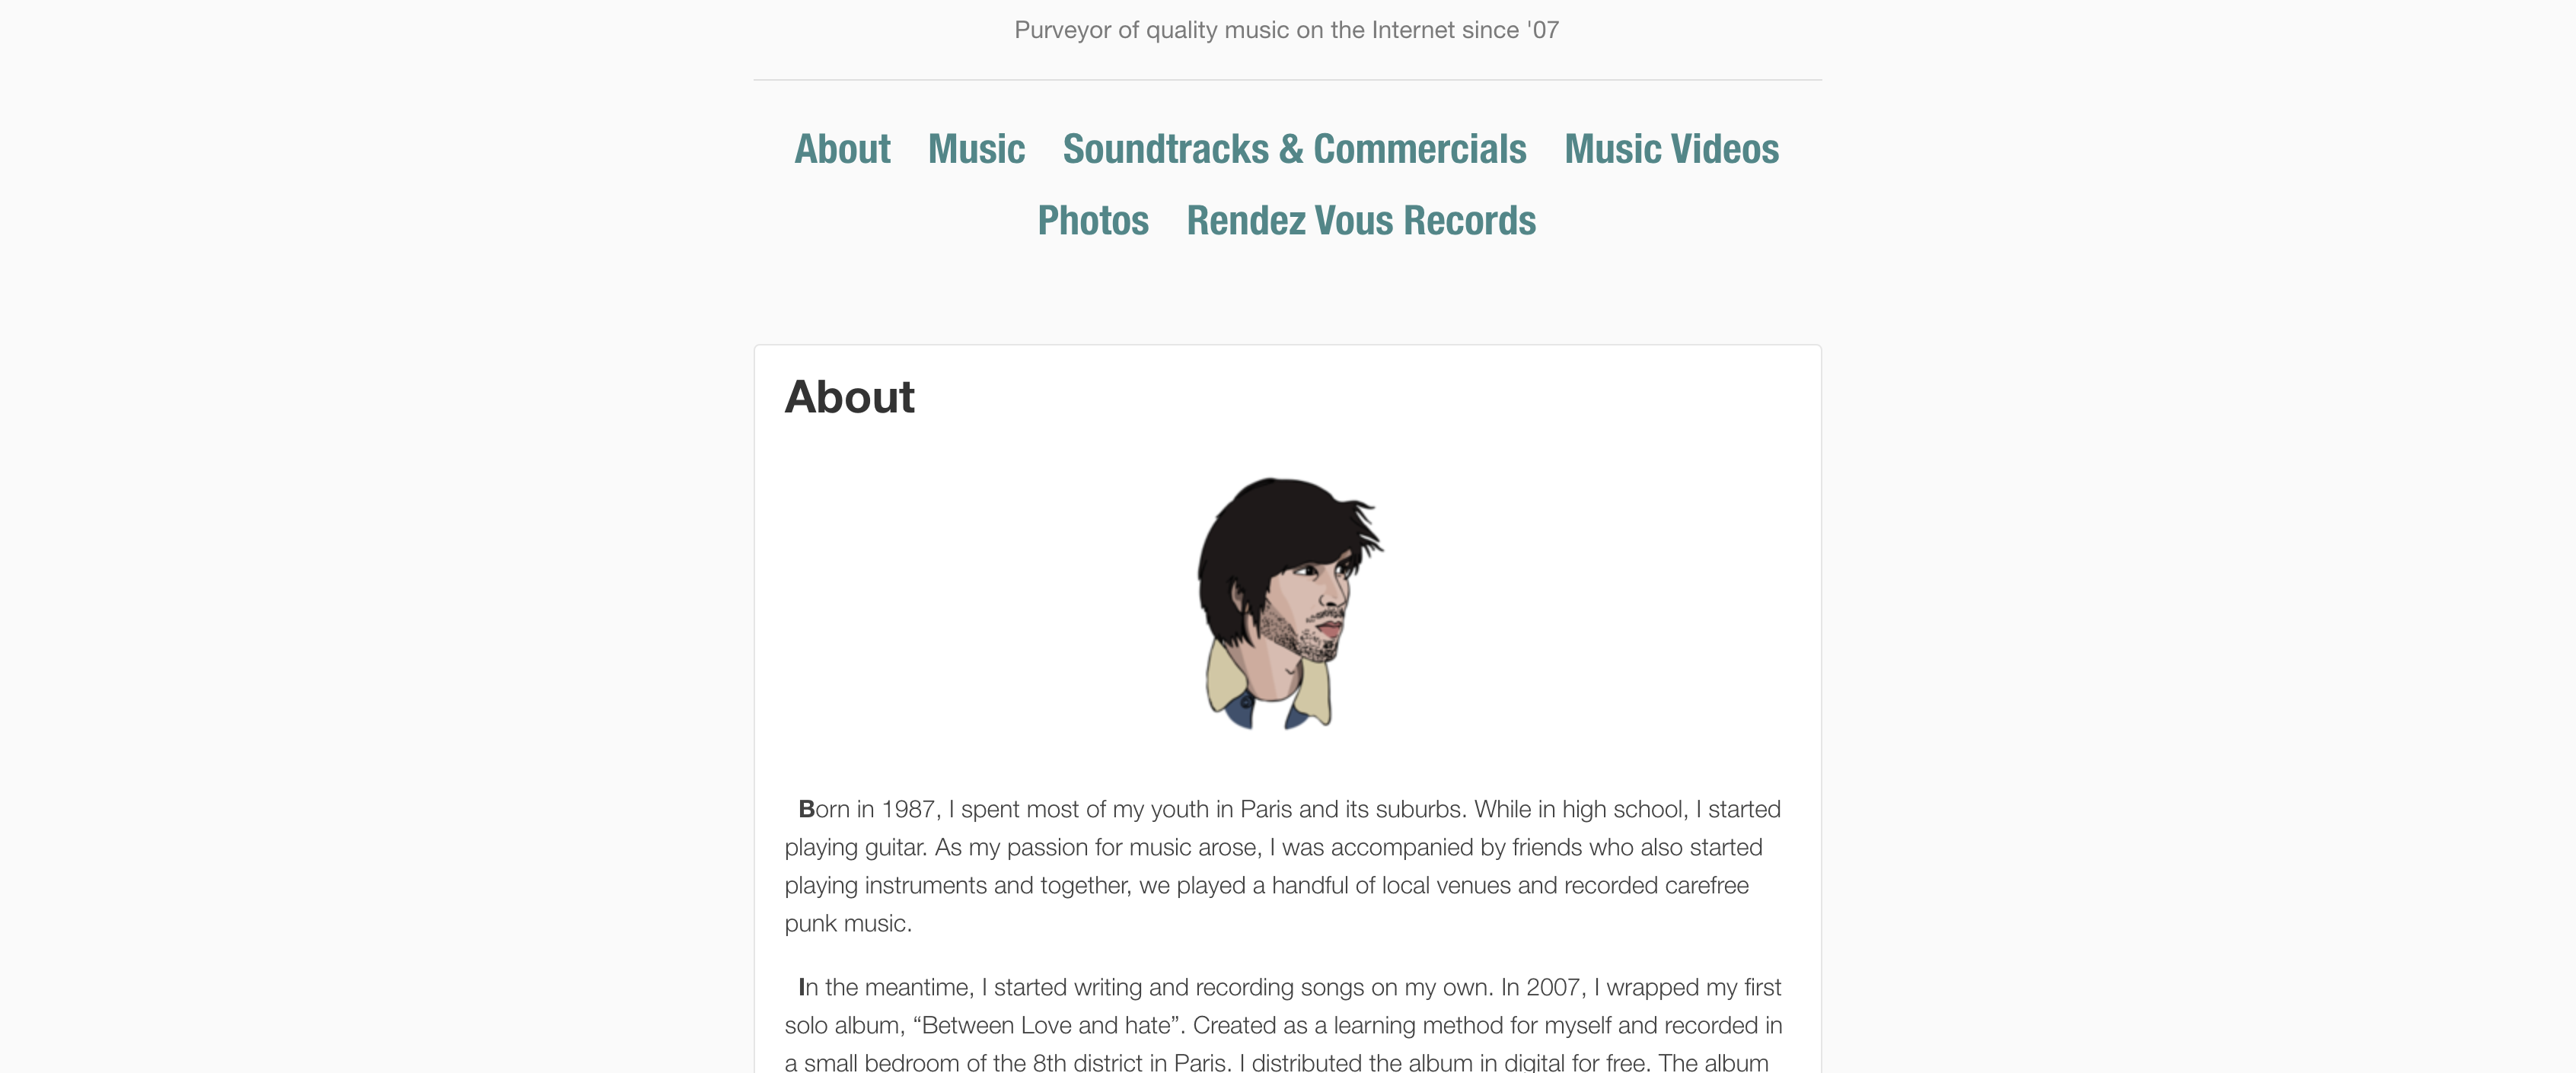 Purveyor of quality music on the Internet since '07
About Music Soundtracks & Commercials Music Videos
Photos Rendez Vous Records
About
Born in 1987, I spent most of my youth in Paris and its suburbs. While in high school, I started
playing guitar. As my passion for music arose, I was accompanied by friends who also started
playing instruments and together, we played a handful of local venues and recorded carefree
punk music.
In the meantime, I started writing and recording songs on my own. In 2007, I wrapped my first
solo album, “Between Love and hate”. Created as a learning method for myself and recorded in
a small bedroom of the 8th district in Paris. I distributed the album in digital for free. The album